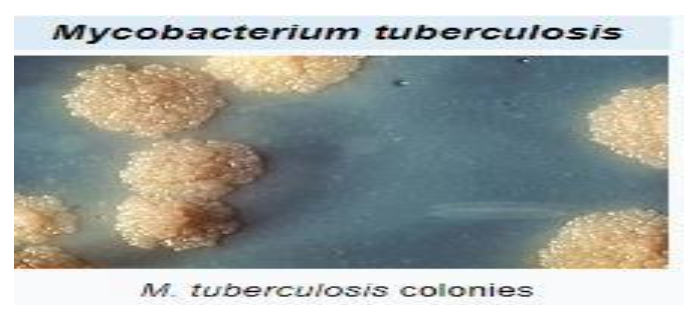 Mycobacterium tuberculosis
M. tuberculosis colonies